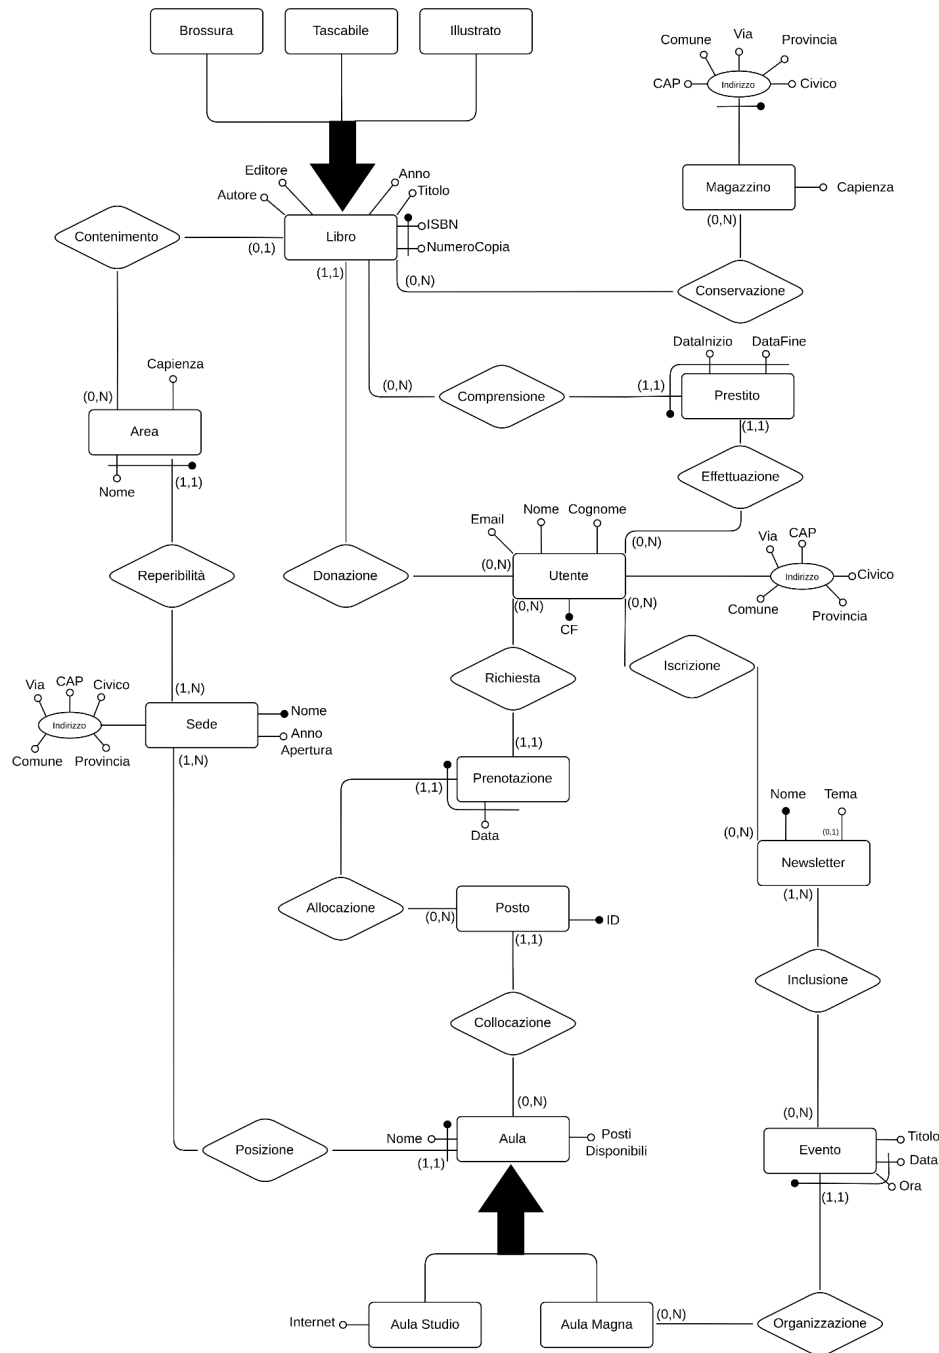 Brossura
Tascabile
Illustrato
Comune
Via
Provincia
CAP
Indirizzo
Civico
Editore
Anno
Autore
Titolo
Magazzino
Capienza
ISBN
Libro
NumeroCopia
(0,N)
Contenimento
(0,1)
(1,1)
(0,N)
Conservazione
DataInizio
DataFine
Capienza
(0,N)
(0,N)
Comprensione
(1,1)
Prestito
Area
(1,1)
(1,1)
Nome
Effettuazione
Email
Nome
Cognome
(0,N)
Via
CAP
(0,N)
Reperibilità
Donazione
Utente
Indirizzo
Civico
(0,N)
(0,N)
Comune
Provincia
CF
Richiesta
Iscrizione
Via
CAP
Civico
(1,N)
Nome
Indirizzo
Sede
Anno
Apertura
Comune
Provincia
(1,N)
(1,1)
Prenotazione
(1,1)
Nome
Tema
Data
(0,N)
(0,1)
Newsletter
(1,N)
Allocazione
(0,N)
Posto
ID
(1,1)
Inclusione
Collocazione
(0,N)
(0,N)
Nome
Aula
Posti
Disponibili
Titolo
Posizione
(1,1)
Evento
Data
Ora
(1,1)
Internet
Aula Studio
Aula Magna
(0,N)
Organizzazione